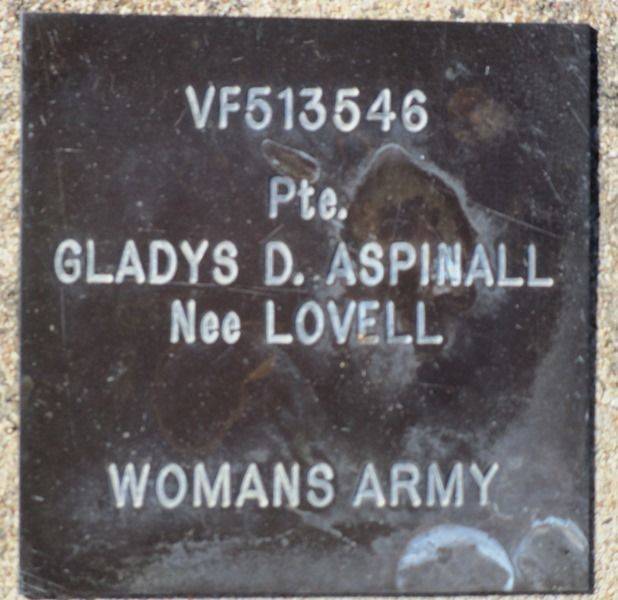 VF513546
Pte.
GLADYS D. ASPINALL
Nee LOVELL
WOMANS ARMY